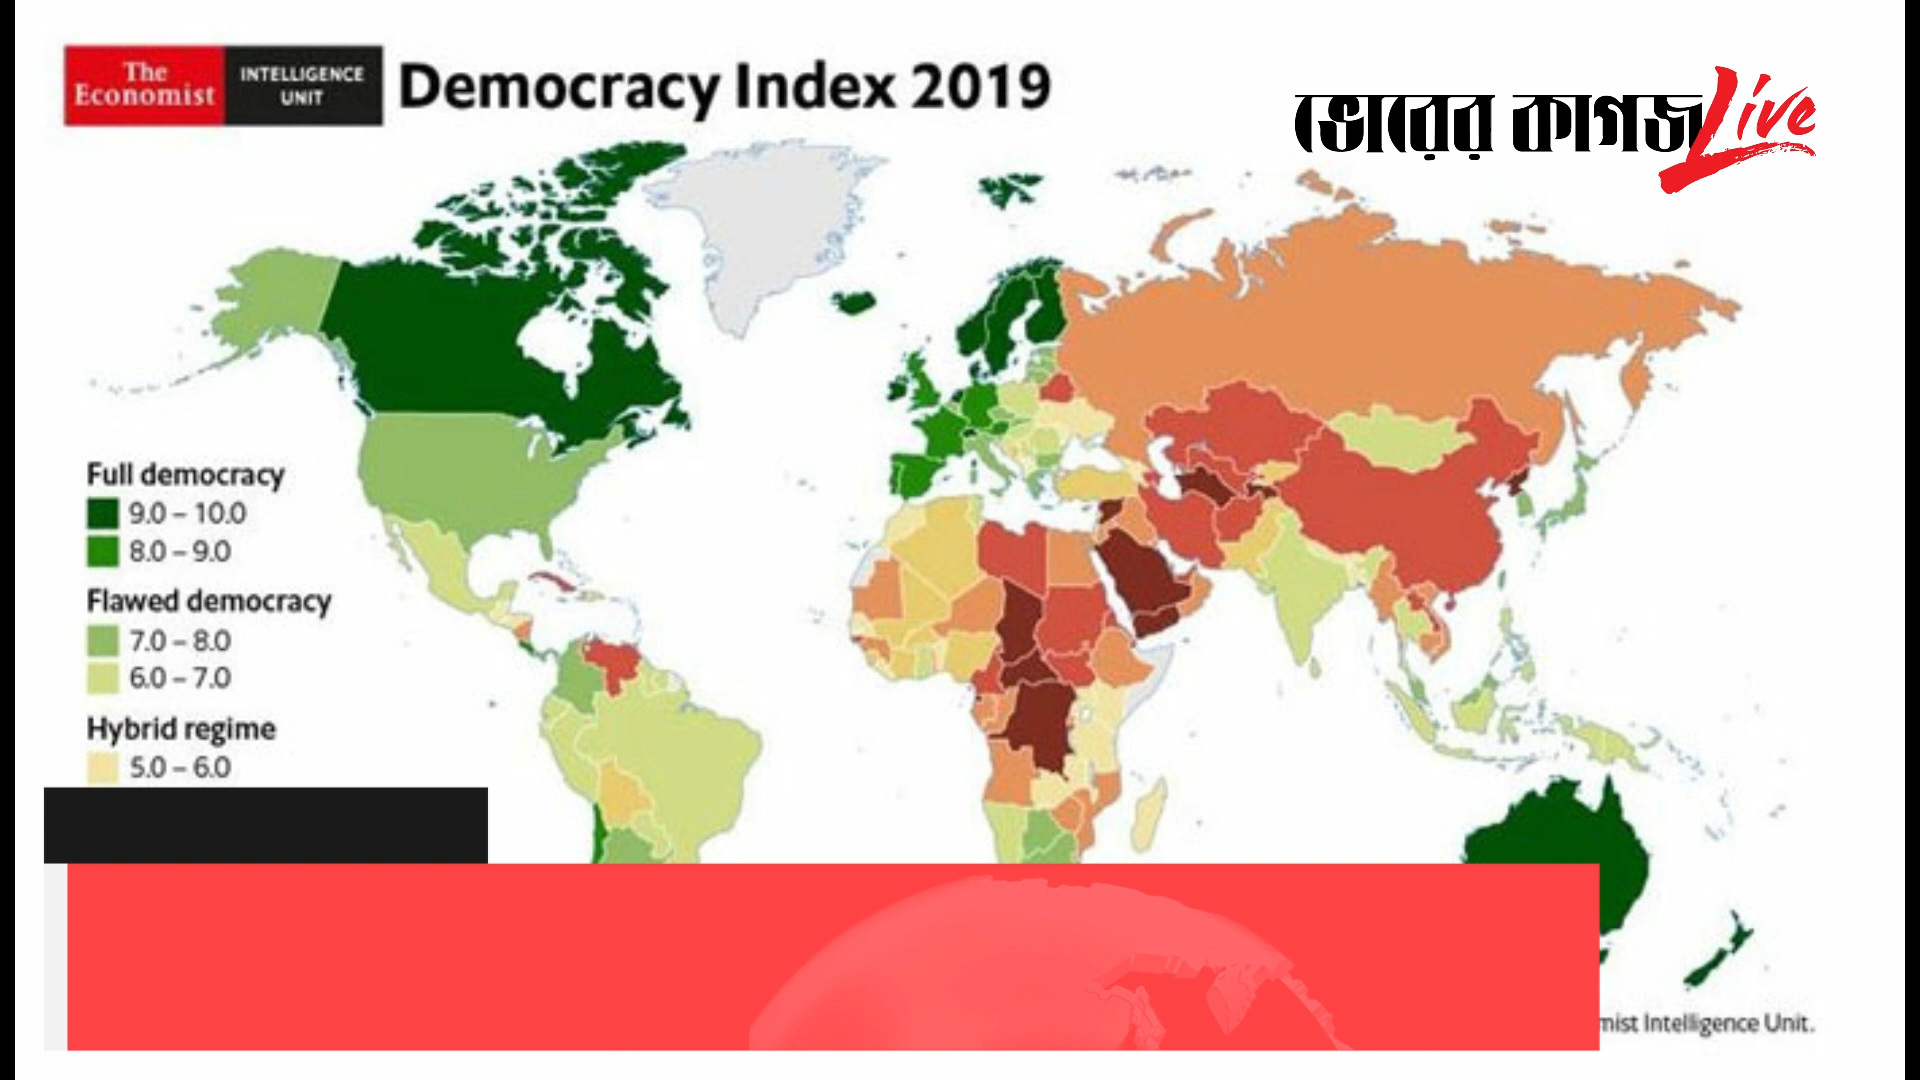 The
Economist
INTELLIGENCE
UNIT
Democracy Index 2019
ভোরের কাগজ Live
Full democracy
9.0 – 10.0
8.0 – 9.0
Flawed democracy
7.0 – 8.0
6.0 – 7.0
Hybrid regime
5.0 – 6.0
mist Intelligence Unit.